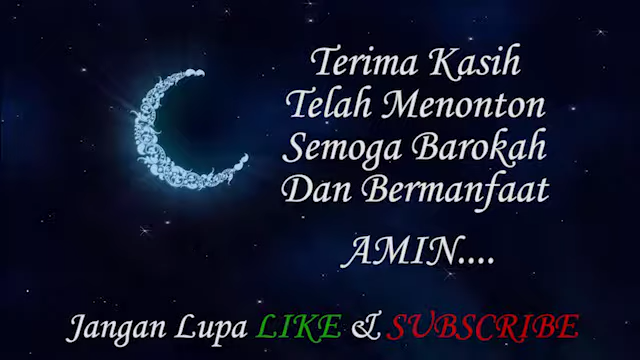 Terima Kasih
Telah Menonton
Semoga Barokah
Dan Bermanfaat
AMIN....
Jangan Lupa LIKE & SUBSCRIBE